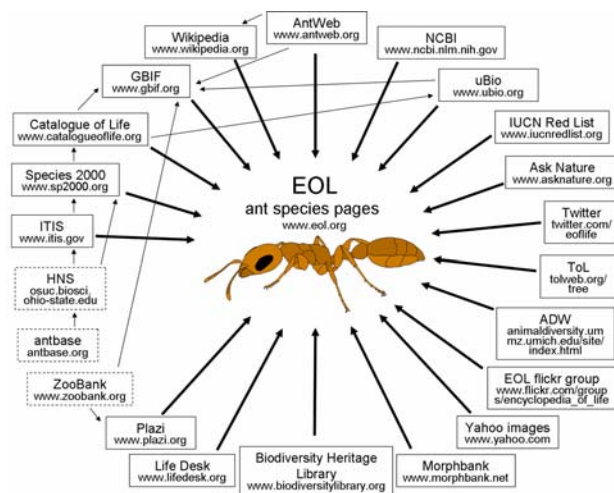 AntWeb
www.antweb.org
Wikipedia
www.wikipedia.org
NCBI
www.ncbi.nlm.nih.gov
GBIF
www.gbif.org
uBio
www.ubio.org
Catalogue of Life
www.catalogueoflife.org
IUCN Red List
www.iucnredlist.org
Species 2000
www.sp2000.org
Ask Nature
www.asknature.org
EOL
ant species pages
www.eol.org
ITIS
www.itis.gov
Twitter
twitter.com/
eoflife
HNS
osuc.biosci.
ohio-state.edu
ToL
tolweb.org/
tree
antbase
antbase.org
ADW
animaldiversity.um
mz.umich.edu/site/
index.html
ZooBank
www.zoobank.org
EOL flickr group
www.flickr.com/group
s/encyclopedia_of_life
Plazi
www.plazi.org
Yahoo images
www.yahoo.com
Life Desk
www.lifedesk.org
Biodiversity Heritage
Library
www.biodiversitylibrary.org
Morphbank
www.morphbank.net